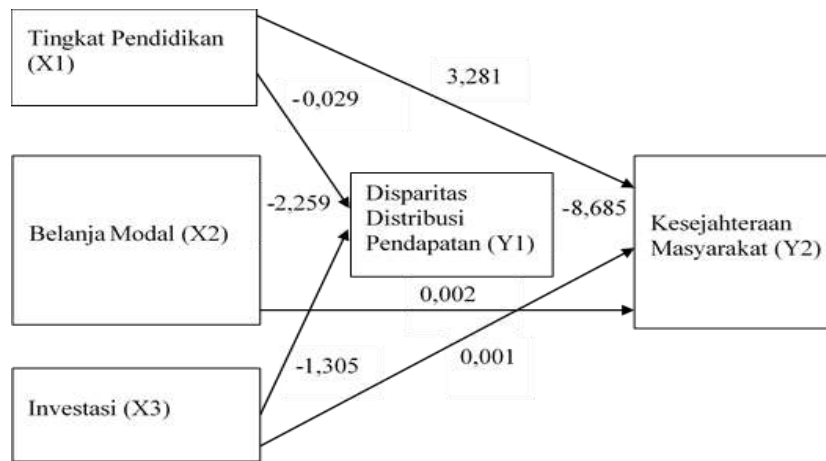 Tingkat Pendidikan
(X1)
3,281
-0,029
Belanja Modal (X2)
-2,259
Disparitas
Distribusi
Pendapatan (Y1)
-8,685
Kesejahteraan
Masyarakat (Y2)
0,002
-1,305
0,001
Investasi (X3)